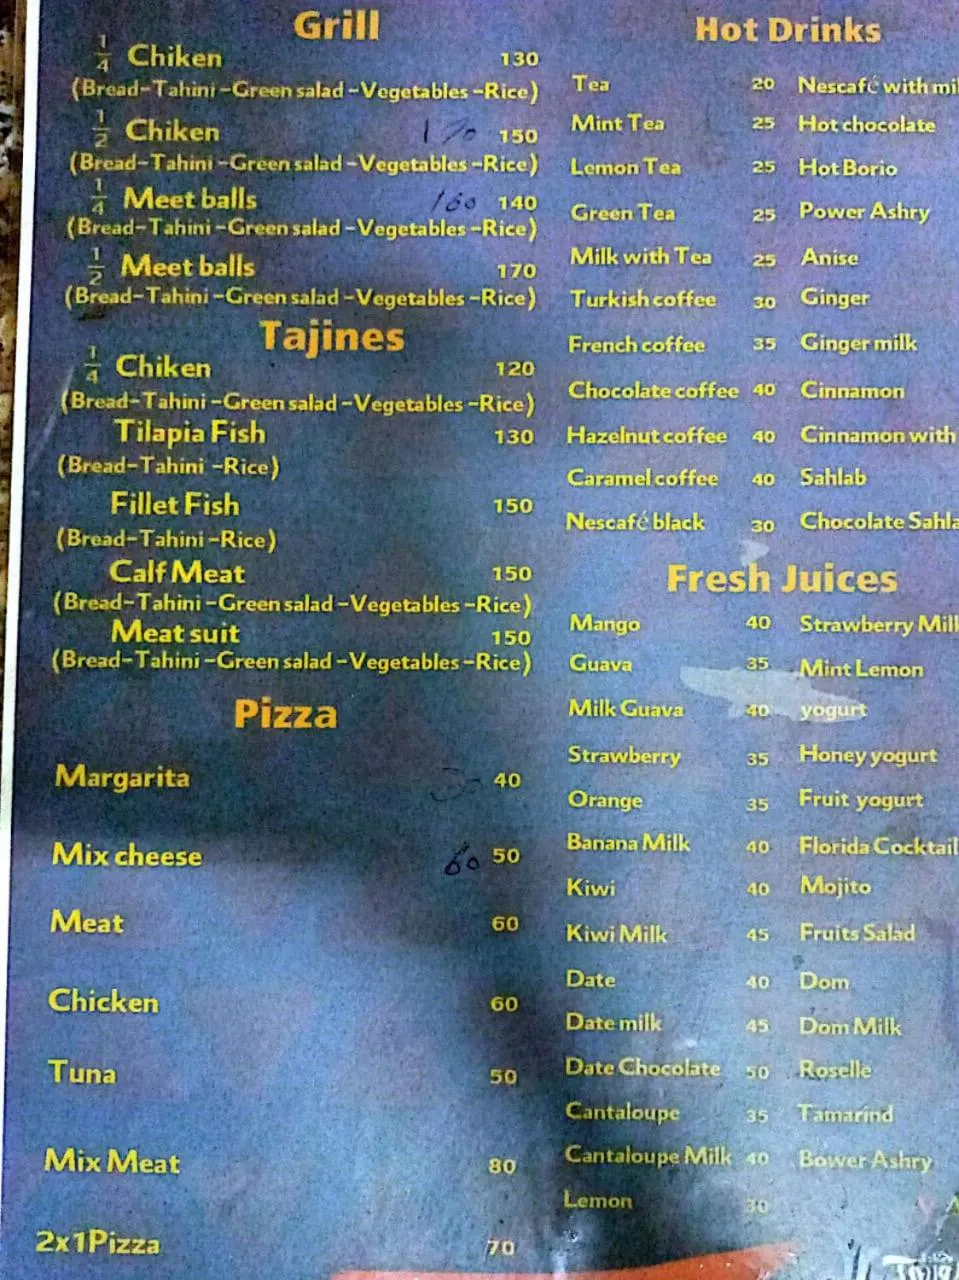 Grill
1/4 Chiken 130
(Bread-Tahini-Green salad-Vegetables-Rice)
1/2 Chiken 170 150
(Bread-Tahini-Green salad-Vegetables-Rice)
1/4 Meet balls 160 140
(Bread-Tahini-Green salad-Vegetables-Rice)
1/2 Meet balls 170
(Bread-Tahini-Green salad-Vegetables-Rice)
Tajines
1/4 Chiken 120
(Bread-Tahini-Green salad-Vegetables-Rice)
Tilapia Fish 130
(Bread-Tahini-Rice)
Fillet Fish 150
(Bread-Tahini-Rice)
Calf Meat 150
(Bread-Tahini-Green salad-Vegetables-Rice)
Meat suit 150
(Bread-Tahini-Green salad-Vegetables-Rice)
Pizza
Margarita 40
Mix cheese 60 50
Meat 60
Chicken 60
Tuna 50
Mix Meat 80
2x1Pizza 70
Hot Drinks
Tea 20 Nescafé with mil
Mint Tea 25 Hot chocolate
Lemon Tea 25 Hot Borio
Green Tea 25 Power Ashry
Milk with Tea 25 Anise
Turkish coffee 30 Ginger
French coffee 35 Ginger milk
Chocolate coffee 40 Cinnamon
Hazelnut coffee 40 Cinnamon with
Caramel coffee 40 Sahlab
Nescafé black 30 Chocolate Sahla
Fresh Juices
Mango 40 Strawberry Milk
Guava 35 Mint Lemon
Milk Guava 40 yogurt
Strawberry 35 Honey yogurt
Orange 35 Fruit yogurt
Banana Milk 40 Florida Cocktail
Kiwi 40 Mojito
Kiwi Milk 45 Fruits Salad
Date 40 Dom
Date milk 45 Dom Milk
Date Chocolate 50 Roselle
Cantaloupe 35 Tamarind
Cantaloupe Milk 40 Bower Ashry
Lemon 30